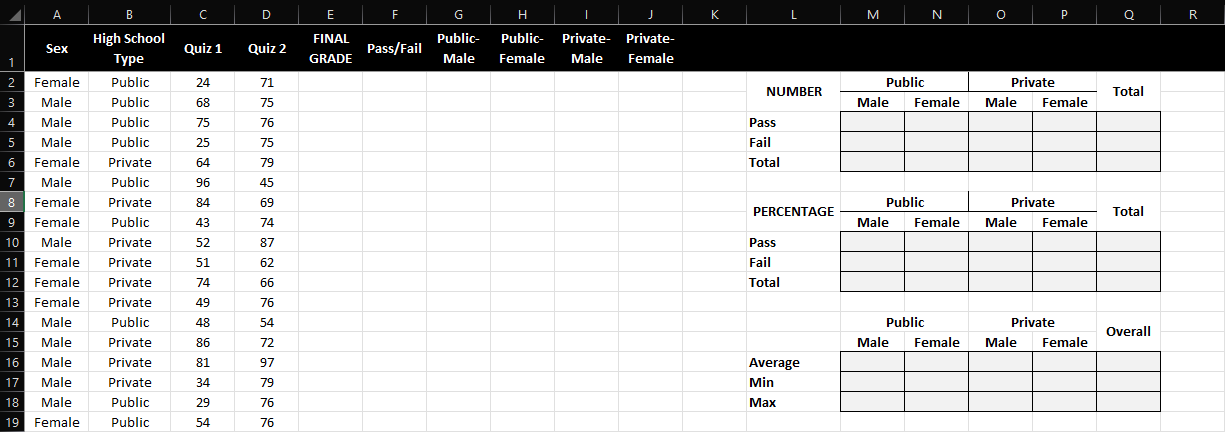 A B C D E F G H I J K L M N O P Q R
1 Sex High School Type Quiz 1 Quiz 2 FINAL GRADE Pass/Fail Public-Male Public-Female Private-Male Private-Female
2 Female Public 24 71 NUMBER Public Private Total
3 Male Public 68 75 Male Female Male Female
4 Male Public 75 76 Pass
5 Male Public 25 75 Fail
6 Female Private 64 79 Total
7 Male Public 96 45
8 Female Private 84 69 PERCENTAGE Public Private Total
9 Female Public 43 74 Male Female Male Female
10 Male Private 52 87 Pass
11 Female Private 51 62 Fail
12 Female Private 74 66 Total
13 Female Private 49 76
14 Male Public 48 54 Public Private Overall
15 Male Private 86 72 Male Female Male Female
16 Male Private 81 97 Average
17 Male Private 34 79 Min
18 Male Public 29 76 Max
19 Female Public 54 76